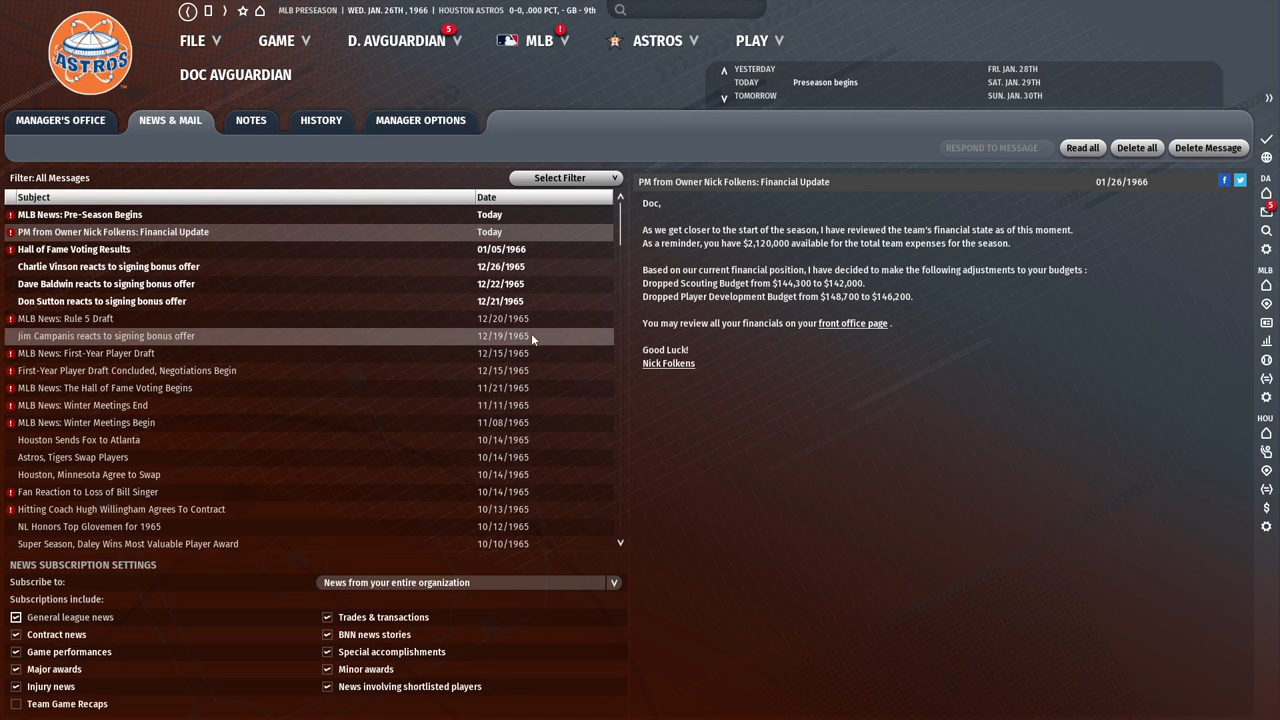 MLB PRESEASON | WED. JAN. 26TH , 1966 | HOUSTON ASTROS 0-0, .000 PCT, - GB - 9th
ASTROS
FILE GAME D. AVGUARDIAN 5 MLB ! ASTROS PLAY
DOC AVGUARDIAN
YESTERDAY FRI. JAN. 28TH
TODAY Preseason begins SAT. JAN. 29TH
TOMORROW SUN. JAN. 30TH
MANAGER'S OFFICE NEWS & MAIL NOTES HISTORY MANAGER OPTIONS
RESPOND TO MESSAGE Read all Delete all Delete Message
Filter: All Messages Select Filter
Subject Date
MLB News: Pre-Season Begins Today
PM from Owner Nick Folkens: Financial Update Today
Hall of Fame Voting Results 01/05/1966
Charlie Vinson reacts to signing bonus offer 12/26/1965
Dave Baldwin reacts to signing bonus offer 12/22/1965
Don Sutton reacts to signing bonus offer 12/21/1965
MLB News: Rule 5 Draft 12/20/1965
Jim Campanis reacts to signing bonus offer 12/19/1965
MLB News: First-Year Player Draft 12/15/1965
First-Year Player Draft Concluded, Negotiations Begin 12/15/1965
MLB News: The Hall of Fame Voting Begins 11/21/1965
MLB News: Winter Meetings End 11/11/1965
MLB News: Winter Meetings Begin 11/08/1965
Houston Sends Fox to Atlanta 10/14/1965
Astros, Tigers Swap Players 10/14/1965
Houston, Minnesota Agree to Swap 10/14/1965
Fan Reaction to Loss of Bill Singer 10/14/1965
Hitting Coach Hugh Willingham Agrees To Contract 10/13/1965
NL Honors Top Glovemen for 1965 10/12/1965
Super Season, Daley Wins Most Valuable Player Award 10/10/1965
NEWS SUBSCRIPTION SETTINGS
Subscribe to: News from your entire organization
Subscriptions include:
General league news Trades & transactions
Contract news BNN news stories
Game performances Special accomplishments
Major awards Minor awards
Injury news News involving shortlisted players
Team Game Recaps
PM from Owner Nick Folkens: Financial Update 01/26/1966
Doc,
As we get closer to the start of the season, I have reviewed the team's financial state as of this moment.
As a reminder, you have $2,120,000 available for the total team expenses for the season.
Based on our current financial position, I have decided to make the following adjustments to your budgets :
Dropped Scouting Budget from $144,300 to $142,000.
Dropped Player Development Budget from $148,700 to $146,200.
You may review all your financials on your front office page .
Good Luck!
Nick Folkens
DA
5
MLB
HOU